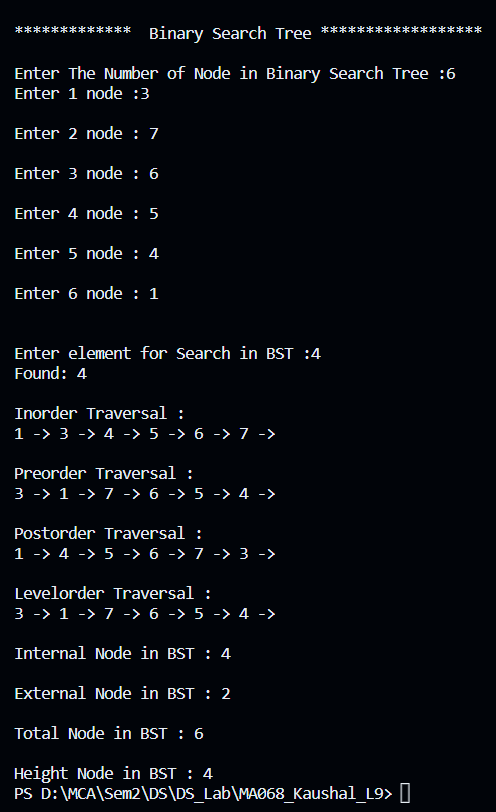 *************  Binary Search Tree ******************
Enter The Number of Node in Binary Search Tree :6
Enter 1 node :3
Enter 2 node : 7
Enter 3 node : 6
Enter 4 node : 5
Enter 5 node : 4
Enter 6 node : 1
Enter element for Search in BST :4
Found: 4
Inorder Traversal :
1 -> 3 -> 4 -> 5 -> 6 -> 7 ->
Preorder Traversal :
3 -> 1 -> 7 -> 6 -> 5 -> 4 ->
Postorder Traversal :
1 -> 4 -> 5 -> 6 -> 7 -> 3 ->
Levelorder Traversal :
3 -> 1 -> 7 -> 6 -> 5 -> 4 ->
Internal Node in BST : 4
External Node in BST : 2
Total Node in BST : 6
Height Node in BST : 4
PS D:\MCA\Sem2\DS\DS_Lab\MA068_Kaushal_L9>